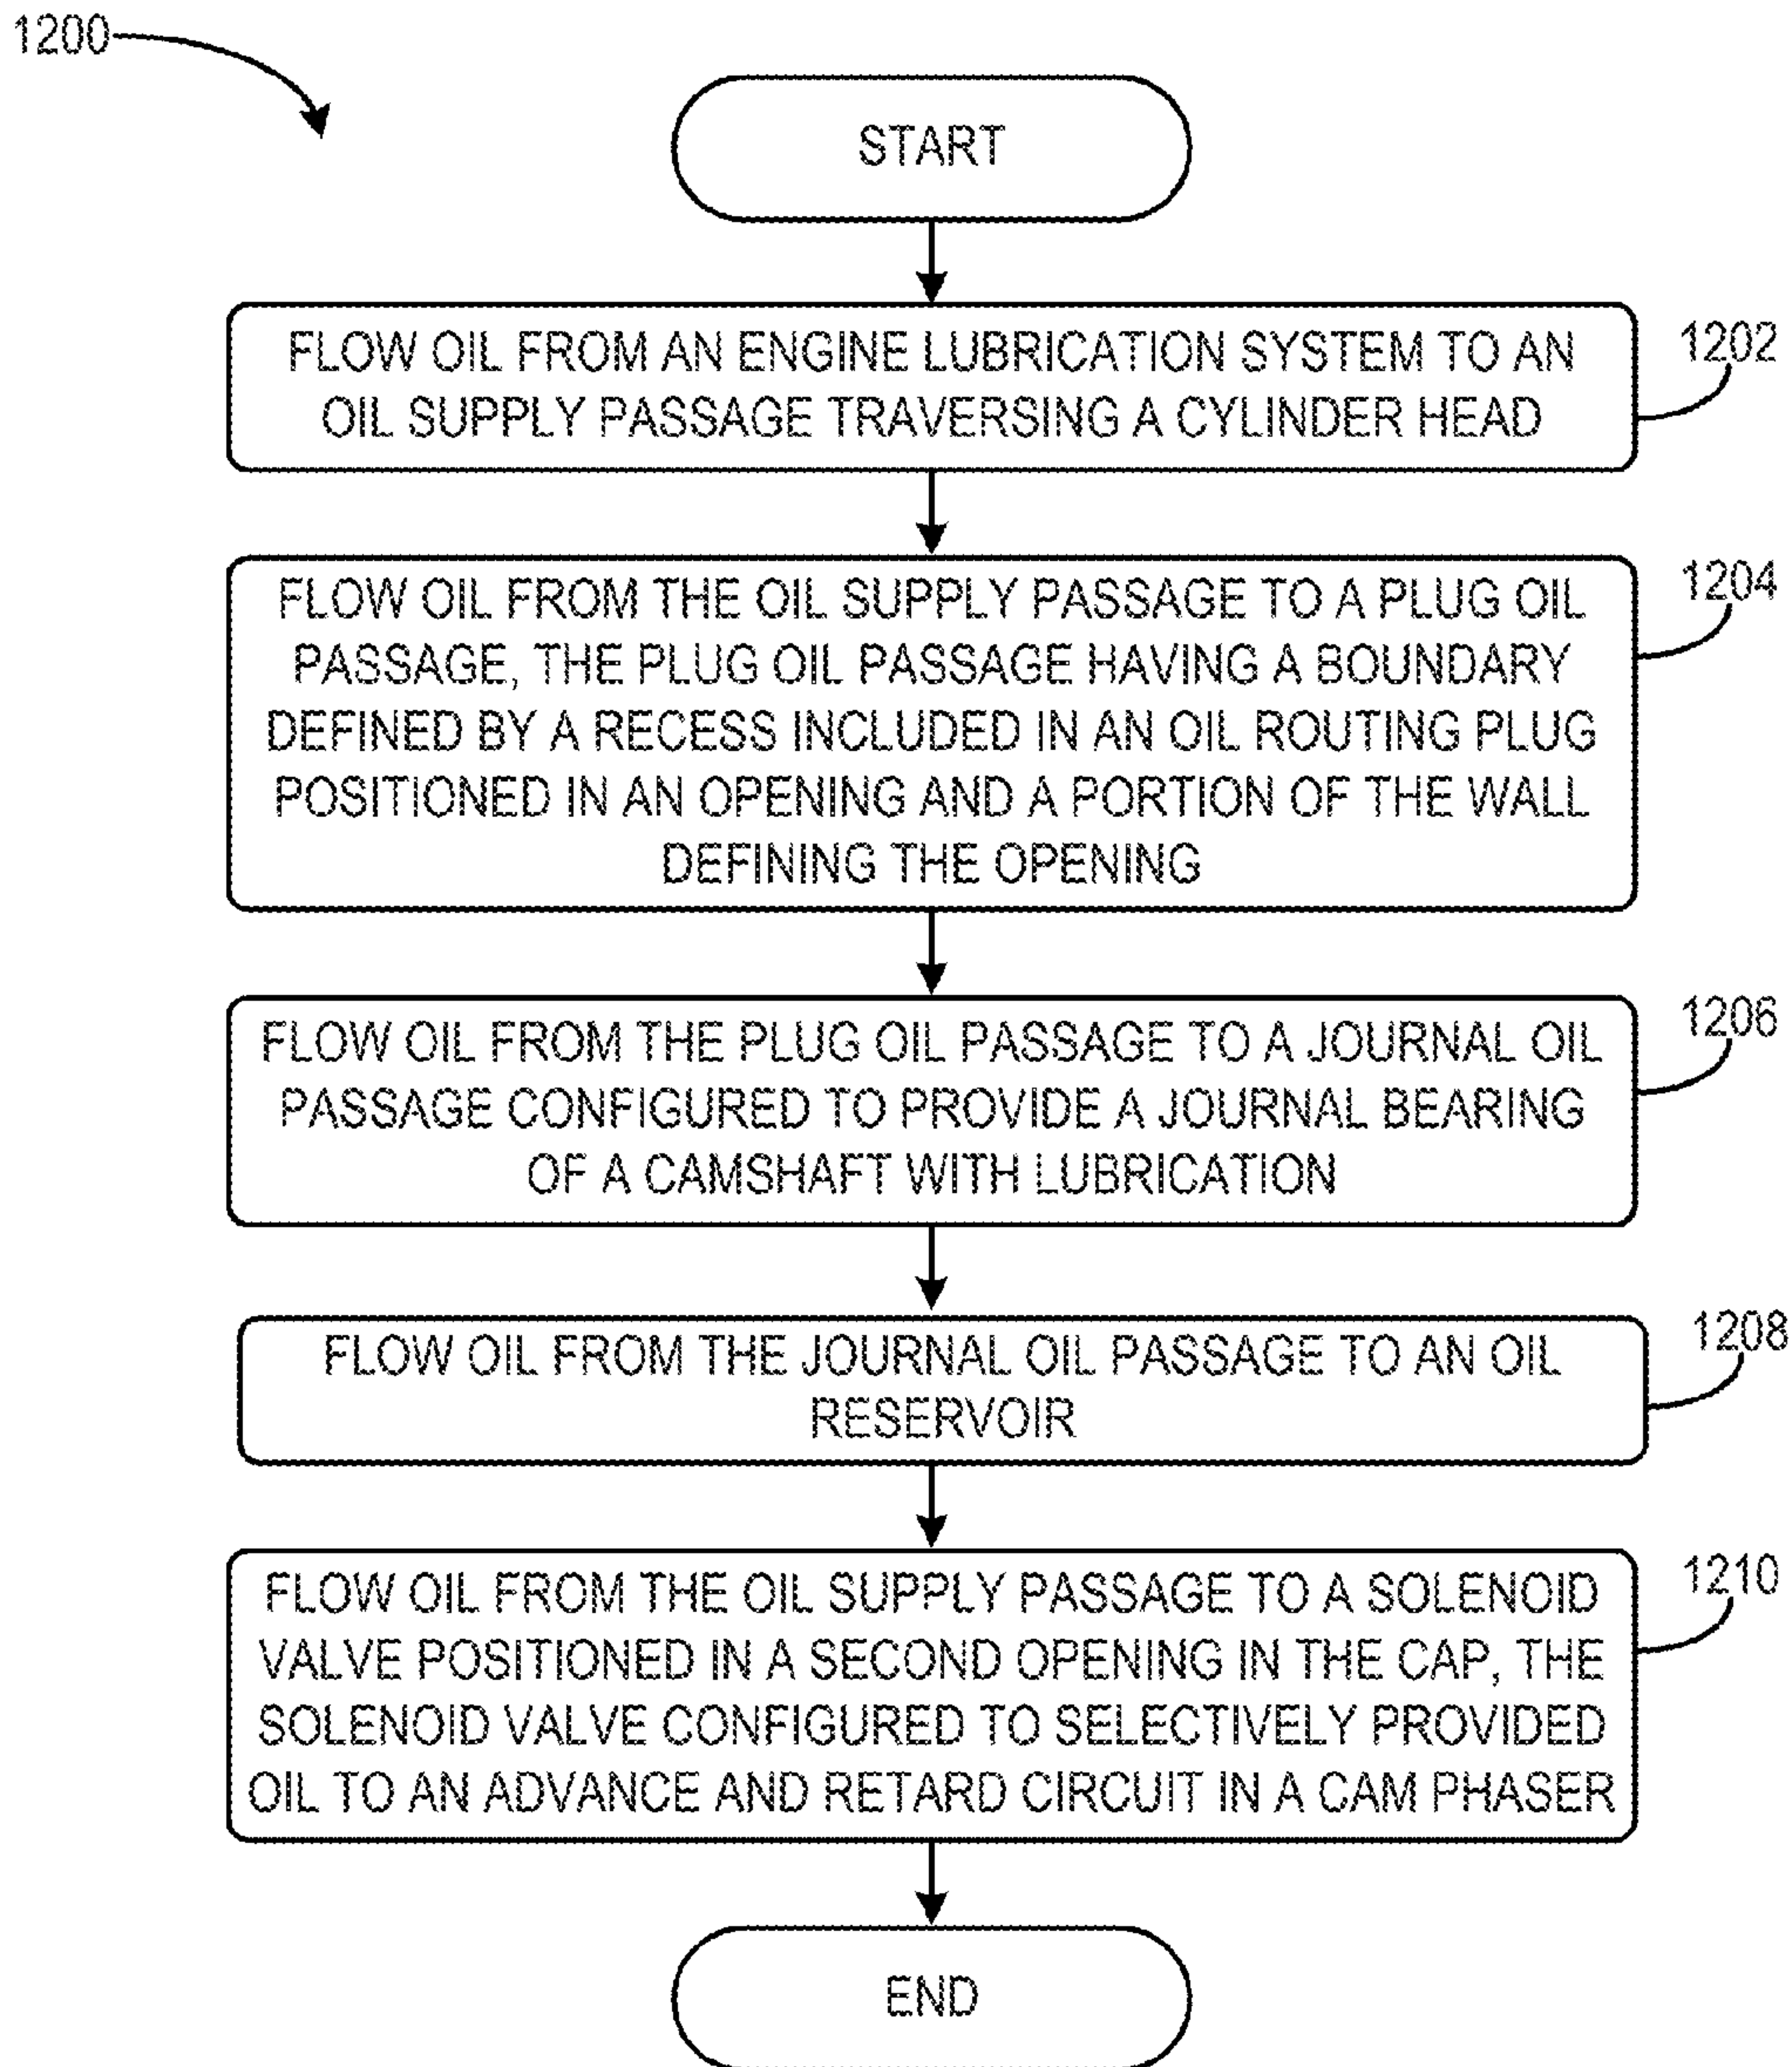 1200
START
FLOW OIL FROM AN ENGINE LUBRICATION SYSTEM TO AN
OIL SUPPLY PASSAGE TRAVERSING A CYLINDER HEAD
1202
FLOW OIL FROM THE OIL SUPPLY PASSAGE TO A PLUG OIL
PASSAGE, THE PLUG OIL PASSAGE HAVING A BOUNDARY
DEFINED BY A RECESS INCLUDED IN AN OIL ROUTING PLUG
POSITIONED IN AN OPENING AND A PORTION OF THE WALL
DEFINING THE OPENING
1204
FLOW OIL FROM THE PLUG OIL PASSAGE TO A JOURNAL OIL
PASSAGE CONFIGURED TO PROVIDE A JOURNAL BEARING
OF A CAMSHAFT WITH LUBRICATION
1206
FLOW OIL FROM THE JOURNAL OIL PASSAGE TO AN OIL
RESERVOIR
1208
FLOW OIL FROM THE OIL SUPPLY PASSAGE TO A SOLENOID
VALVE POSITIONED IN A SECOND OPENING IN THE CAP, THE
SOLENOID VALVE CONFIGURED TO SELECTIVELY PROVIDED
OIL TO AN ADVANCE AND RETARD CIRCUIT IN A CAM PHASER
1210
END